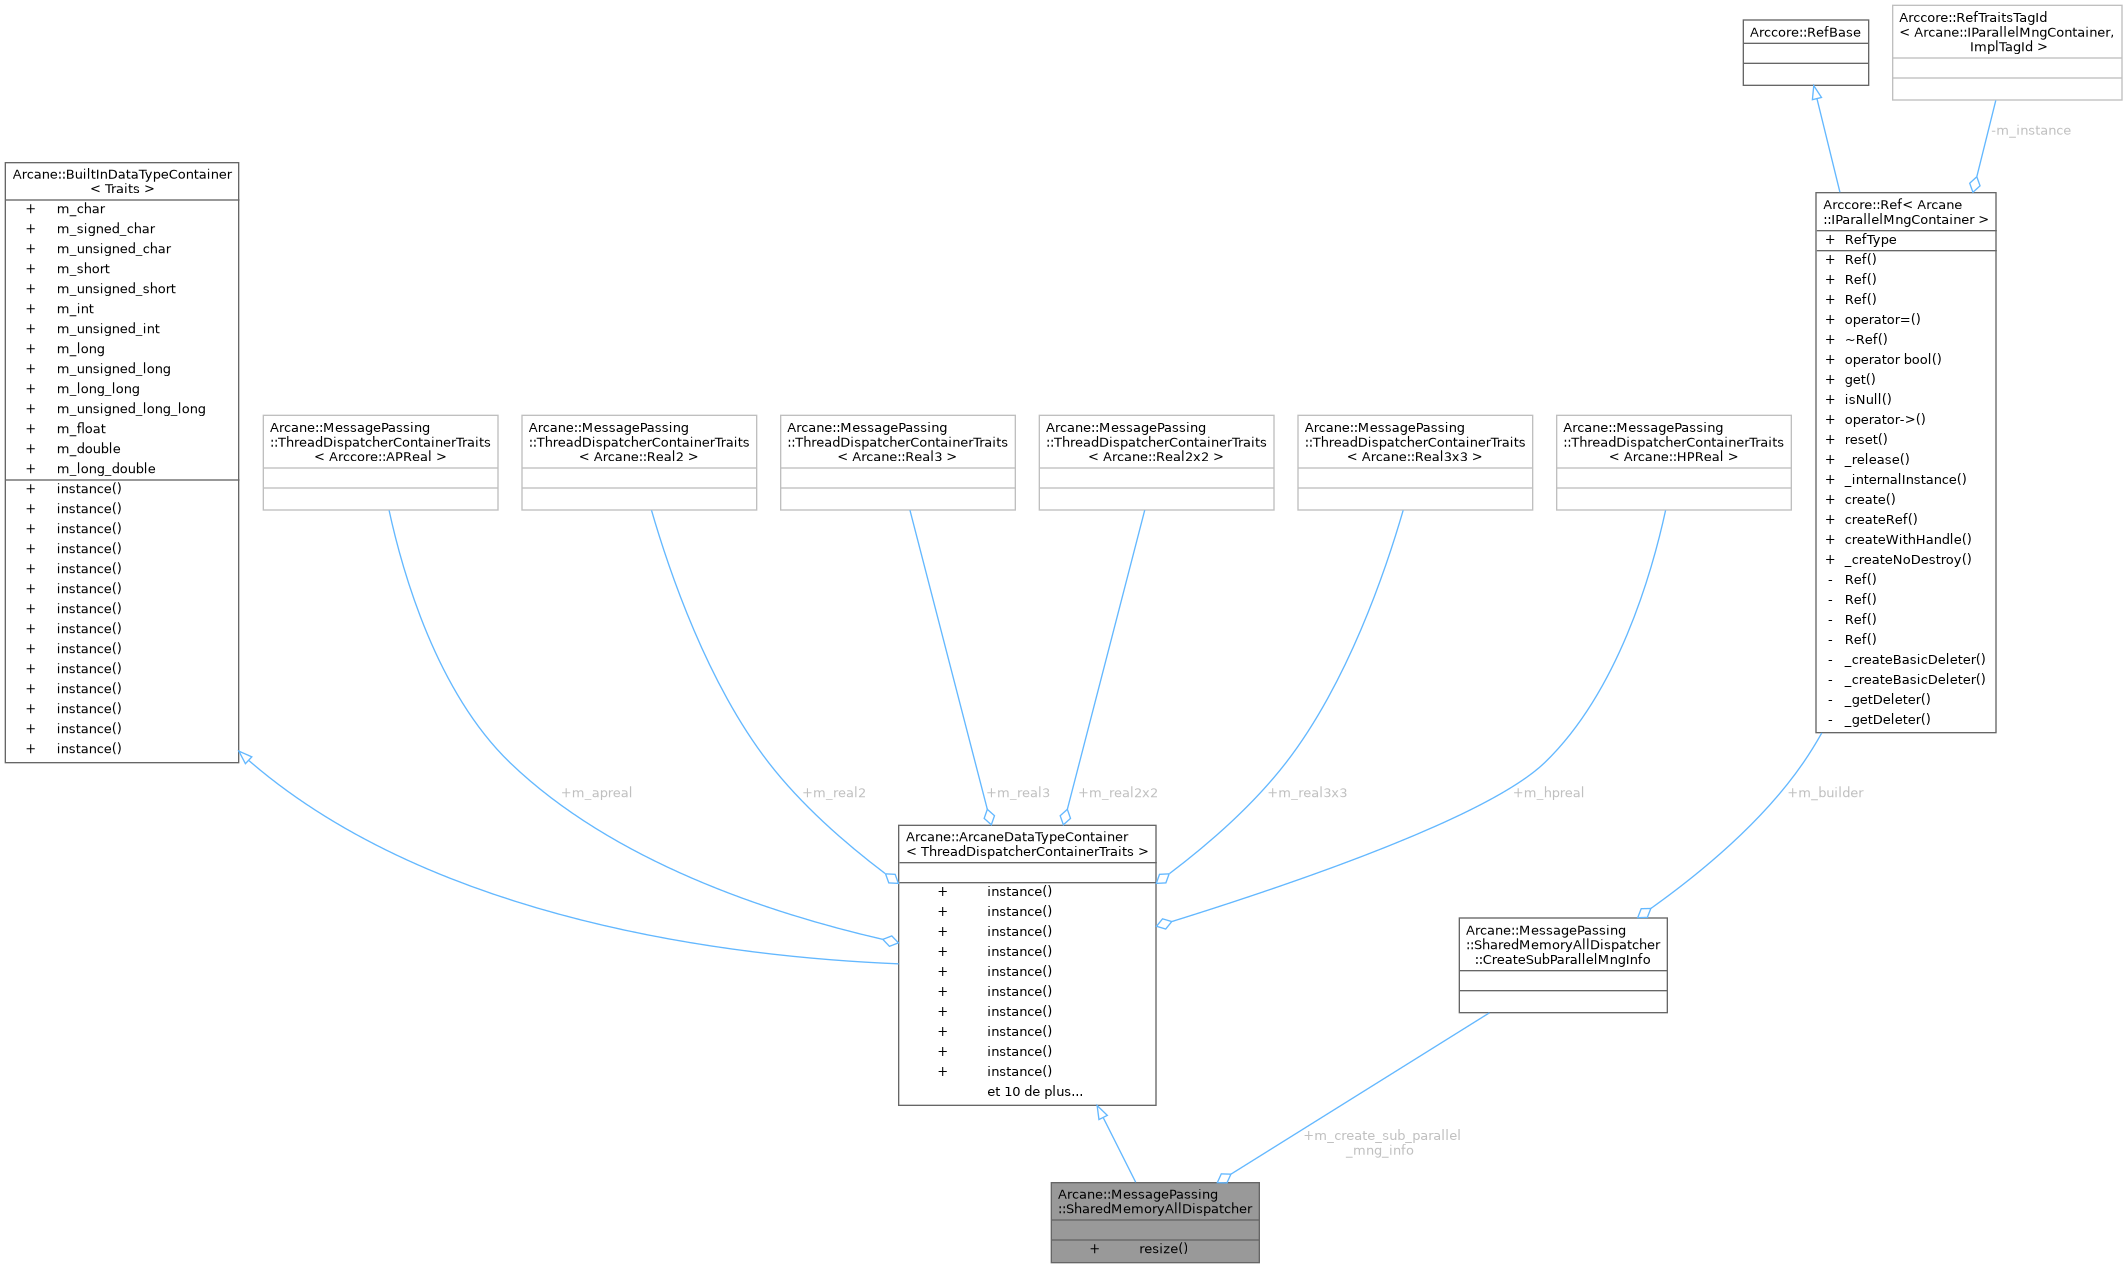 Arccore::RefBase
Arccore::RefTraitsTagId
< Arcane::IParallelMngContainer,
ImplTagId >
-m_instance
Arcane::BuiltInDataTypeContainer
< Traits >
+ m_char
+ m_signed_char
+ m_unsigned_char
+ m_short
+ m_unsigned_short
+ m_int
+ m_unsigned_int
+ m_long
+ m_unsigned_long
+ m_long_long
+ m_unsigned_long_long
+ m_float
+ m_double
+ m_long_double
+ instance()
+ instance()
+ instance()
+ instance()
+ instance()
+ instance()
+ instance()
+ instance()
+ instance()
+ instance()
+ instance()
+ instance()
+ instance()
+ instance()
Arcane::MessagePassing
::ThreadDispatcherContainerTraits
< Arccore::APReal >
Arcane::MessagePassing
::ThreadDispatcherContainerTraits
< Arcane::Real2 >
Arcane::MessagePassing
::ThreadDispatcherContainerTraits
< Arcane::Real3 >
Arcane::MessagePassing
::ThreadDispatcherContainerTraits
< Arcane::Real2x2 >
Arcane::MessagePassing
::ThreadDispatcherContainerTraits
< Arcane::Real3x3 >
Arcane::MessagePassing
::ThreadDispatcherContainerTraits
< Arcane::HPReal >
Arccore::Ref< Arcane
::IParallelMngContainer >
+ RefType
+ Ref()
+ Ref()
+ Ref()
+ operator=()
+ ~Ref()
+ operator bool()
+ get()
+ isNull()
+ operator->()
+ reset()
+ _release()
+ _internalInstance()
+ create()
+ createRef()
+ createWithHandle()
+ _createNoDestroy()
- Ref()
- Ref()
- Ref()
- Ref()
- _createBasicDeleter()
- _createBasicDeleter()
- _getDeleter()
- _getDeleter()
+m_apreal
+m_real2
+m_real3
+m_real2x2
+m_real3x3
+m_hpreal
+m_builder
Arcane::ArcaneDataTypeContainer
< ThreadDispatcherContainerTraits >
+ instance()
+ instance()
+ instance()
+ instance()
+ instance()
+ instance()
+ instance()
+ instance()
+ instance()
+ instance()
et 10 de plus...
Arcane::MessagePassing
::SharedMemoryAllDispatcher
::CreateSubParallelMngInfo
+m_create_sub_parallel
_mng_info
Arcane::MessagePassing
::SharedMemoryAllDispatcher
+ resize()